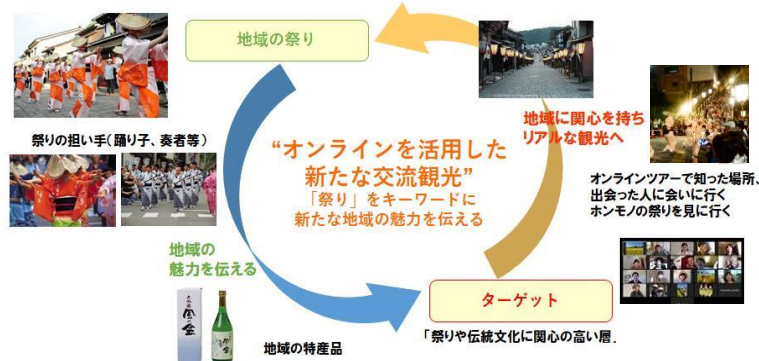 地域の祭り
祭りの担い手(踊り子、奏者等)
地域に関心を持ち
リアルな観光へ
“オンラインを活用した
新たな交流観光”
「祭り」をキーワードに
新たな地域の魅力を伝える
オンラインツアーで知った場所、
出会った人に会いに行く
ホンモノの祭りを見に行く
地域の
魅力を伝える
ターゲット
地域の特産品
「祭りや伝統文化に関心の高い層